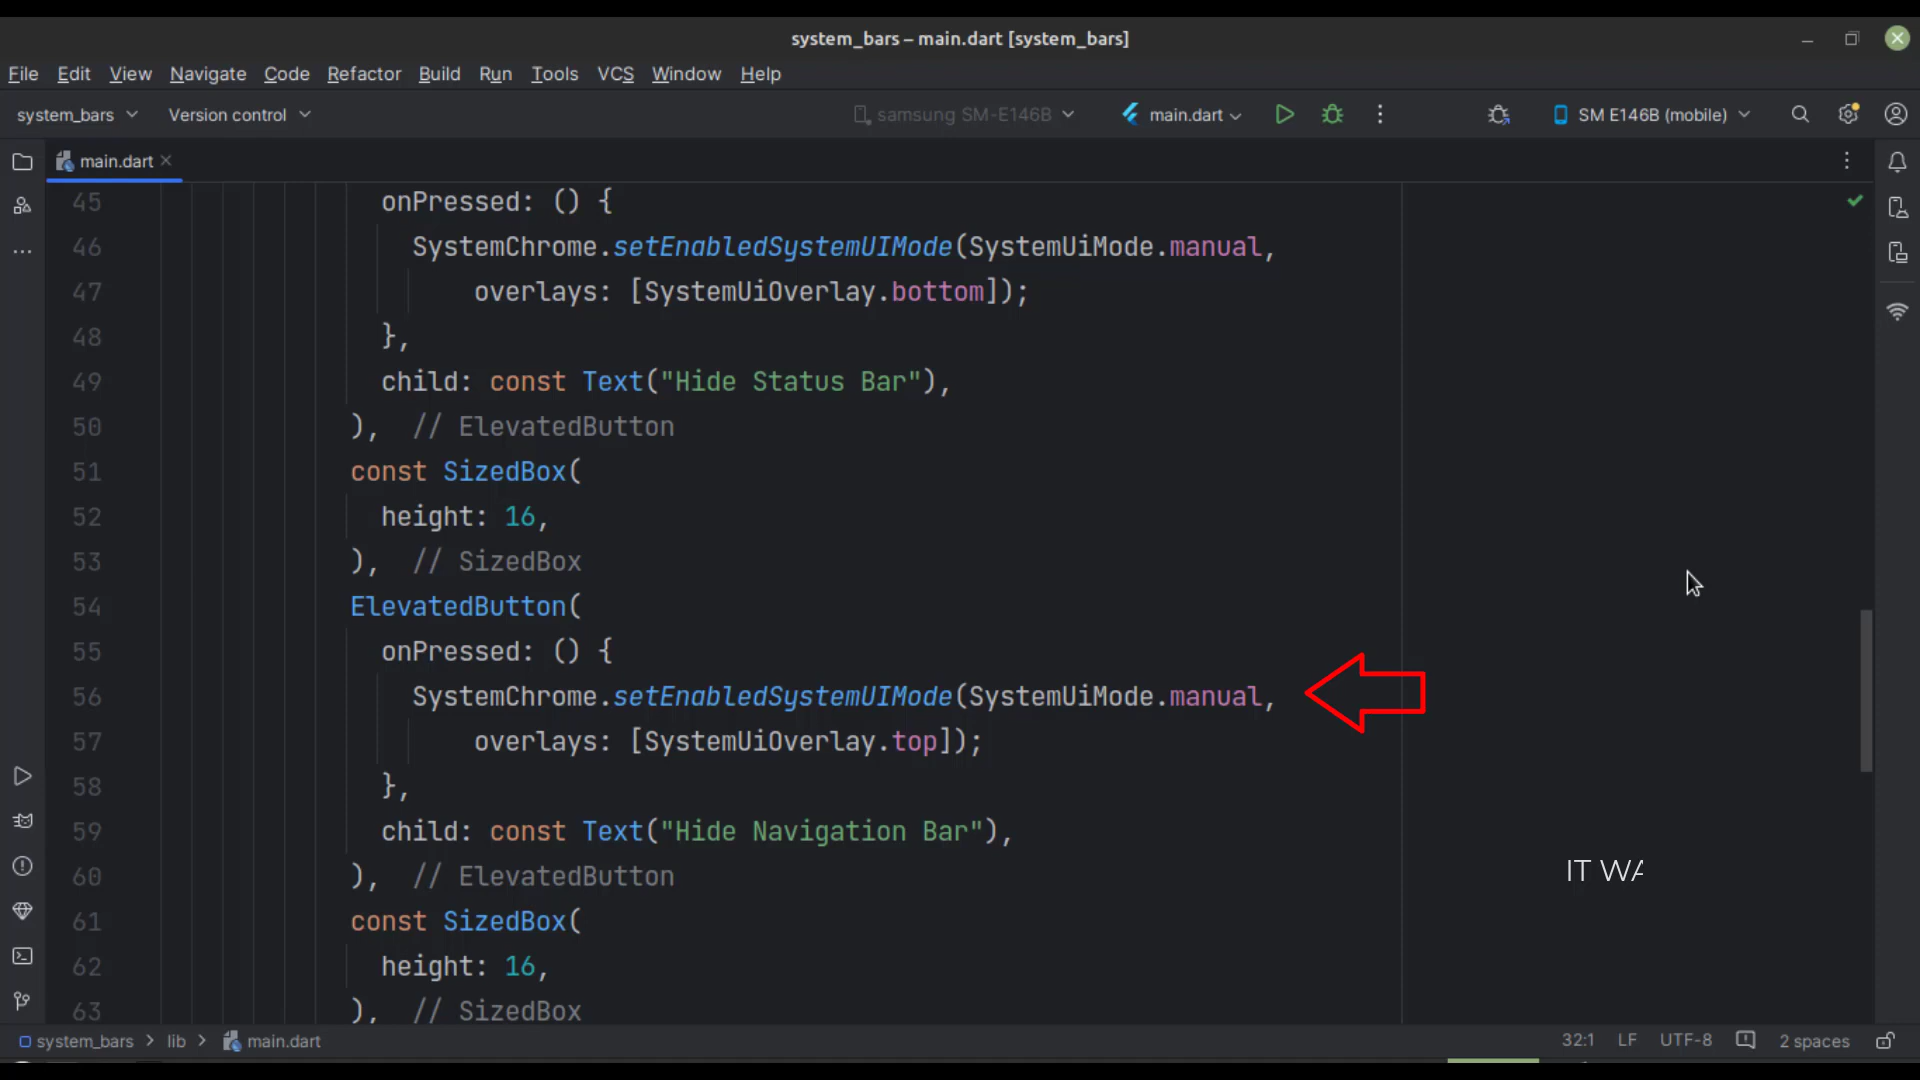 system_bars – main.dart [system_bars]
File Edit View Navigate Code Refactor Build Run Tools VCS Window Help
system_bars Version control samsung SM-E146B main.dart SM E146B (mobile)
main.dart
45 onPressed: () {
46 SystemChrome.setEnabledSystemUIMode(SystemUiMode.manual,
47 overlays: [SystemUiOverlay.bottom]);
48 },
49 child: const Text("Hide Status Bar"),
50 ), // ElevatedButton
51 const SizedBox(
52 height: 16,
53 ), // SizedBox
54 ElevatedButton(
55 onPressed: () {
56 SystemChrome.setEnabledSystemUIMode(SystemUiMode.manual,
57 overlays: [SystemUiOverlay.top]);
58 },
59 child: const Text("Hide Navigation Bar"),
IT WA
60 ), // ElevatedButton
61 const SizedBox(
62 height: 16,
63 ), // SizedBox
system_bars > lib > main.dart 32:1 LF UTF-8 2 spaces